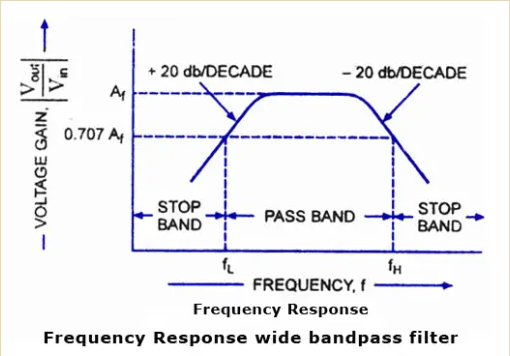 + 20 db/DECADE
– 20 db/DECADE
— VOLTAGE GAIN, |Vout/Vin|
Af
0.707 Af
STOP BAND
PASS BAND
STOP BAND
fL
fH
FREQUENCY, f
Frequency Response
Frequency Response wide bandpass filter